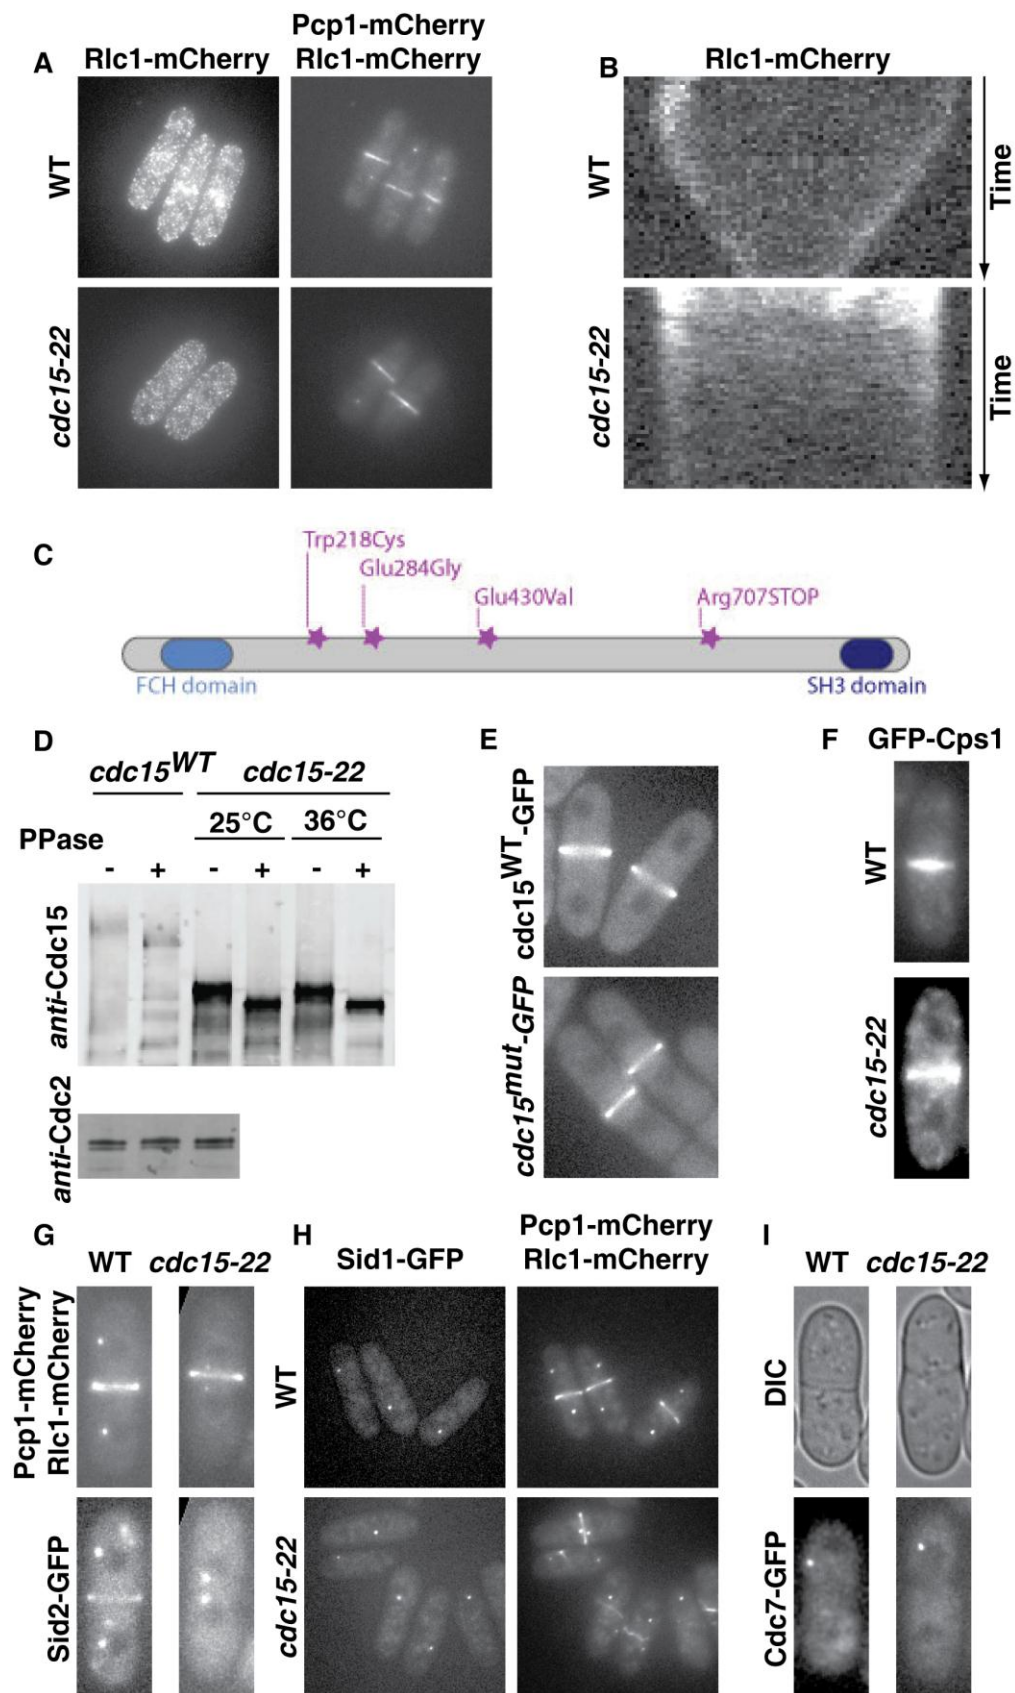 A
Rlc1-mCherry
Pcp1-mCherry
Rlc1-mCherry
WT
cdc15-22
B
Rlc1-mCherry
WT
Time
cdc15-22
Time
C
Trp218Cys
Glu284Gly
Glu430Val
Arg707STOP
FCH domain
SH3 domain
D
cdc15WT
cdc15-22
25°C
36°C
PPase
- + - + - +
anti-Cdc15
anti-Cdc2
E
cdc15WT-GFP
cdc15mut-GFP
F
GFP-Cps1
WT
cdc15-22
G
WT
cdc15-22
Pcp1-mCherry
Rlc1-mCherry
Sid2-GFP
H
Sid1-GFP
Pcp1-mCherry
Rlc1-mCherry
WT
cdc15-22
I
WT
cdc15-22
DIC
Cdc7-GFP